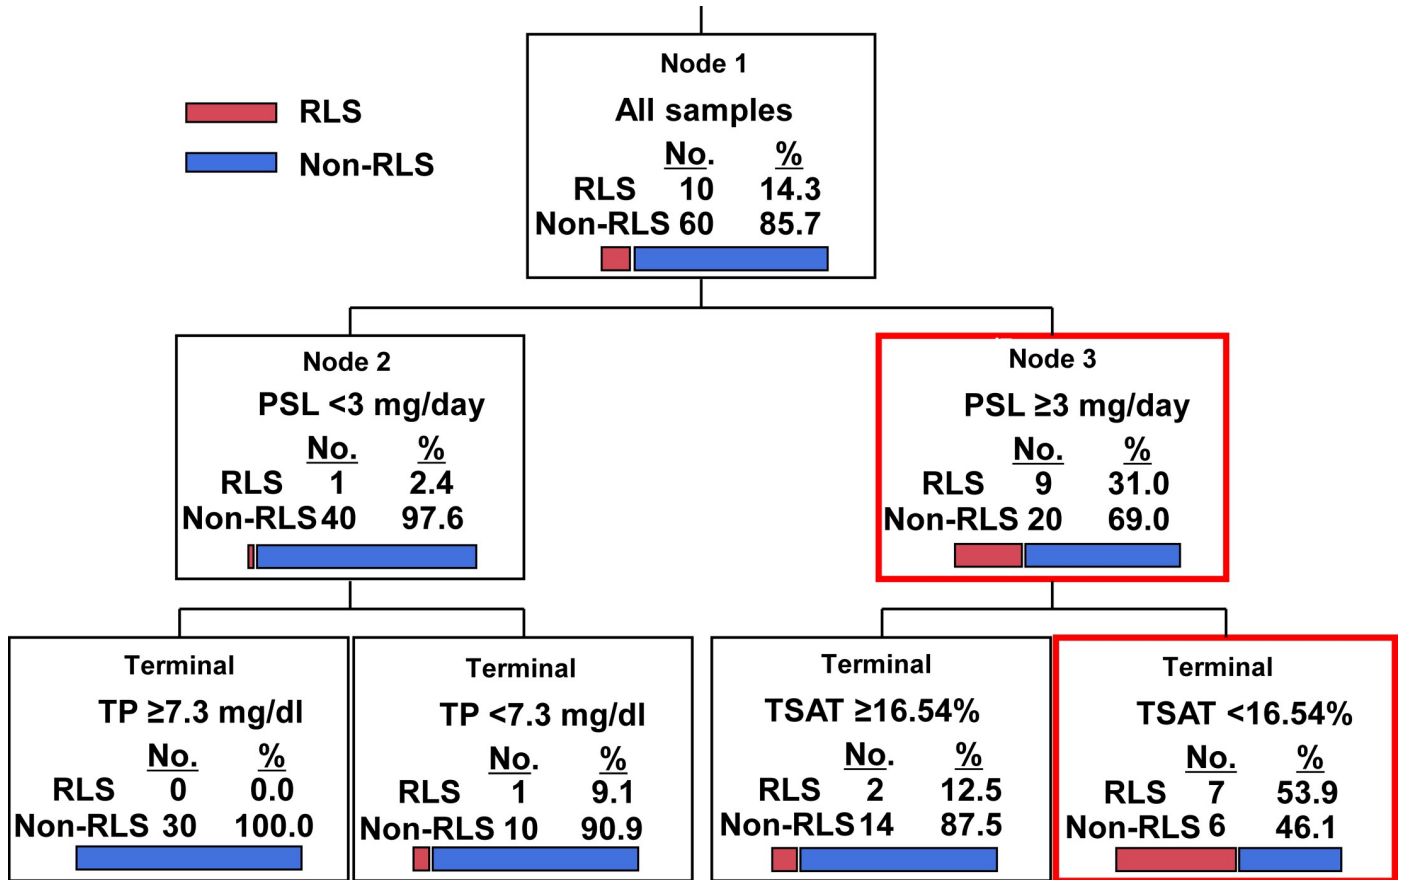 Node 1
All samples
No. %
RLS 10 14.3
Non-RLS 60 85.7
RLS
Non-RLS
Node 2
PSL <3 mg/day
No. %
RLS 1 2.4
Non-RLS 40 97.6
Node 3
PSL ≥3 mg/day
No. %
RLS 9 31.0
Non-RLS 20 69.0
Terminal
TP ≥7.3 mg/dl
No. %
RLS 0 0.0
Non-RLS 30 100.0
Terminal
TP <7.3 mg/dl
No. %
RLS 1 9.1
Non-RLS 10 90.9
Terminal
TSAT ≥16.54%
No. %
RLS 2 12.5
Non-RLS 14 87.5
Terminal
TSAT <16.54%
No. %
RLS 7 53.9
Non-RLS 6 46.1